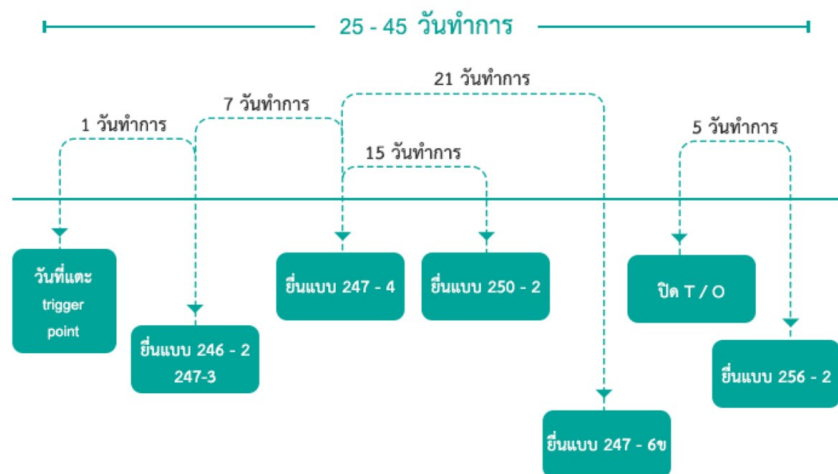 25 - 45 วันทำการ
21 วันทำการ
7 วันทำการ
1 วันทำการ
5 วันทำการ
15 วันทำการ
วันที่แตะ
trigger
point
ยื่นแบบ 246 - 2
247-3
ยื่นแบบ 247 - 4
ยื่นแบบ 250 - 2
ยื่นแบบ 247 - 6ข
ปิด T / O
ยื่นแบบ 256 - 2